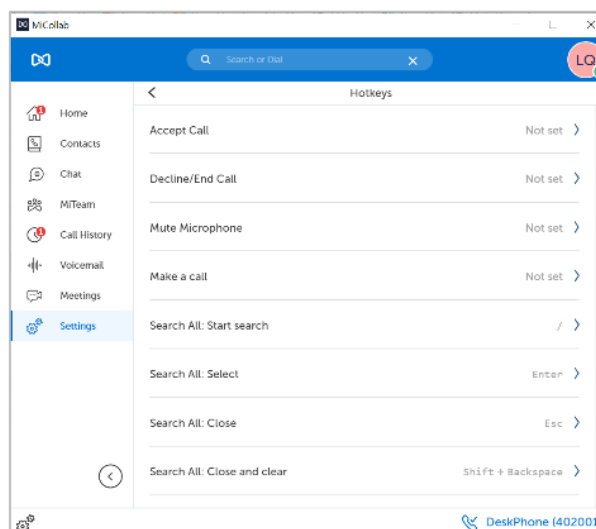 MiCollab
Search or Dial
LQ
Hotkeys
1 Home
Contacts
Chat
MiTeam
1 Call History
Voicemail
Meetings
Settings
Accept Call Not set
Decline/End Call Not set
Mute Microphone Not set
Make a call Not set
Search All: Start search /
Search All: Select Enter
Search All: Close Esc
Search All: Close and clear Shift + Backspace
DeskPhone (402001